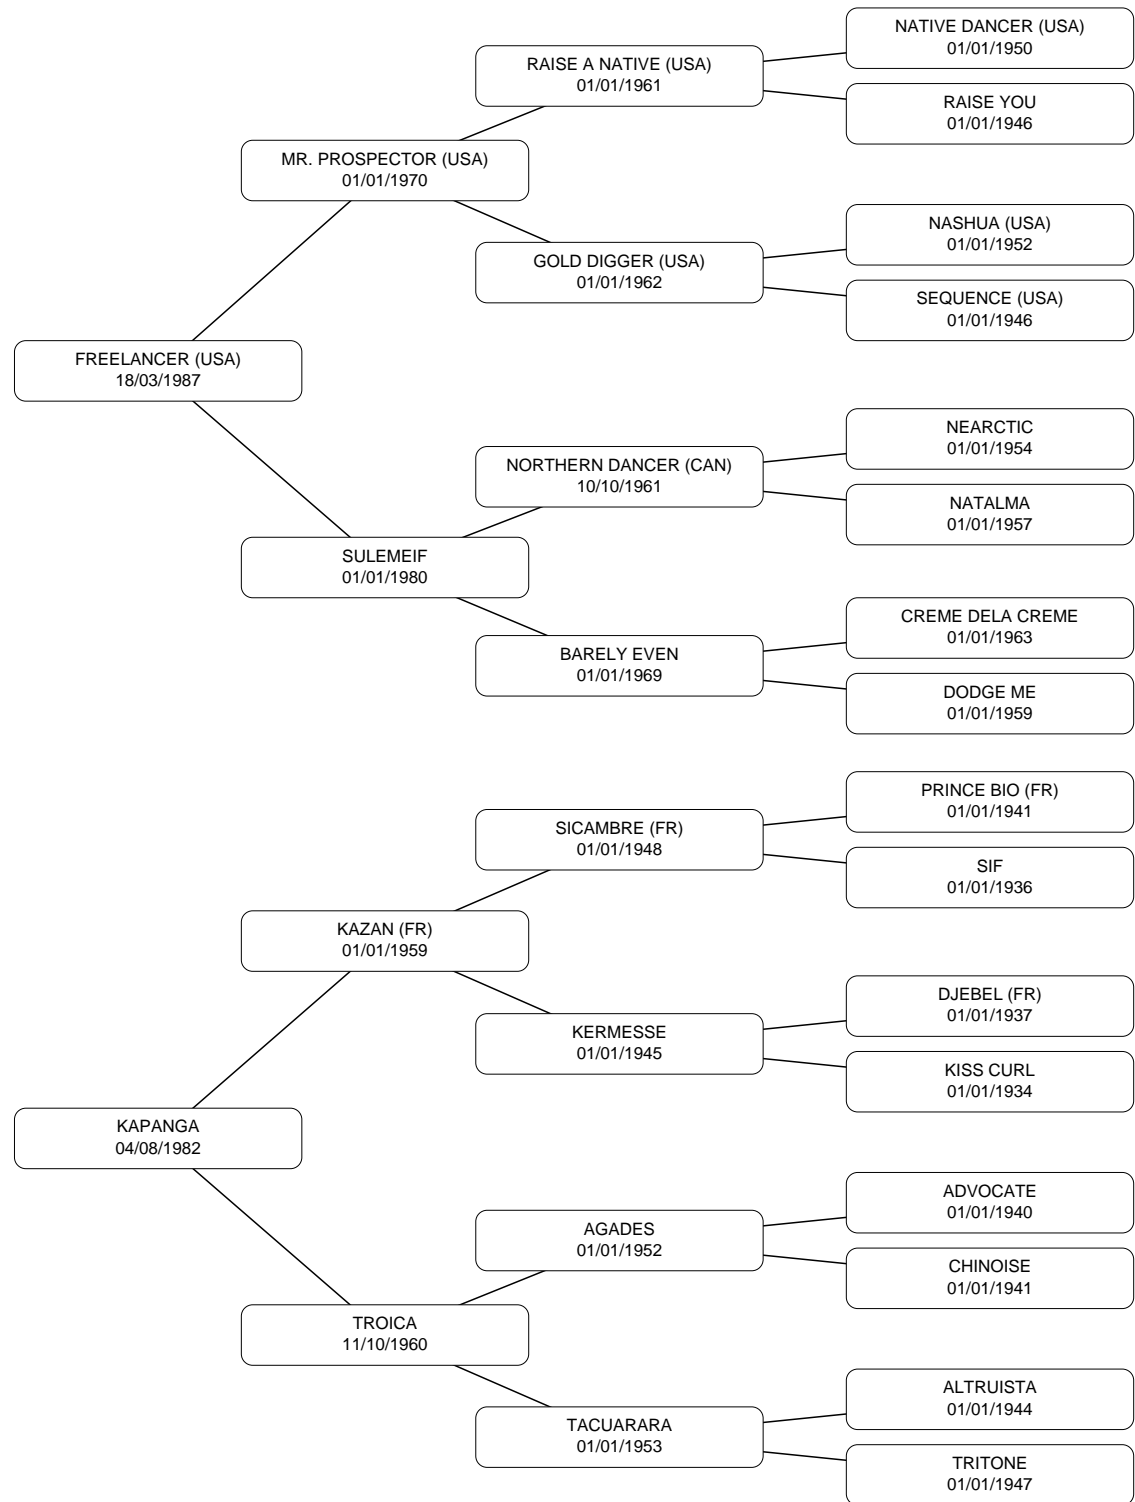 NATIVE DANCER (USA)
01/01/1950
RAISE A NATIVE (USA)
01/01/1961
RAISE YOU
01/01/1946
MR. PROSPECTOR (USA)
01/01/1970
NASHUA (USA)
01/01/1952
GOLD DIGGER (USA)
01/01/1962
SEQUENCE (USA)
01/01/1946
FREELANCER (USA)
18/03/1987
NEARCTIC
01/01/1954
NORTHERN DANCER (CAN)
10/10/1961
NATALMA
01/01/1957
SULEMEIF
01/01/1980
CREME DELA CREME
01/01/1963
BARELY EVEN
01/01/1969
DODGE ME
01/01/1959
PRINCE BIO (FR)
01/01/1941
SICAMBRE (FR)
01/01/1948
SIF
01/01/1936
KAZAN (FR)
01/01/1959
DJEBEL (FR)
01/01/1937
KERMESSE
01/01/1945
KISS CURL
01/01/1934
KAPANGA
04/08/1982
ADVOCATE
01/01/1940
AGADES
01/01/1952
CHINOISE
01/01/1941
TROICA
11/10/1960
ALTRUISTA
01/01/1944
TACUARARA
01/01/1953
TRITONE
01/01/1947